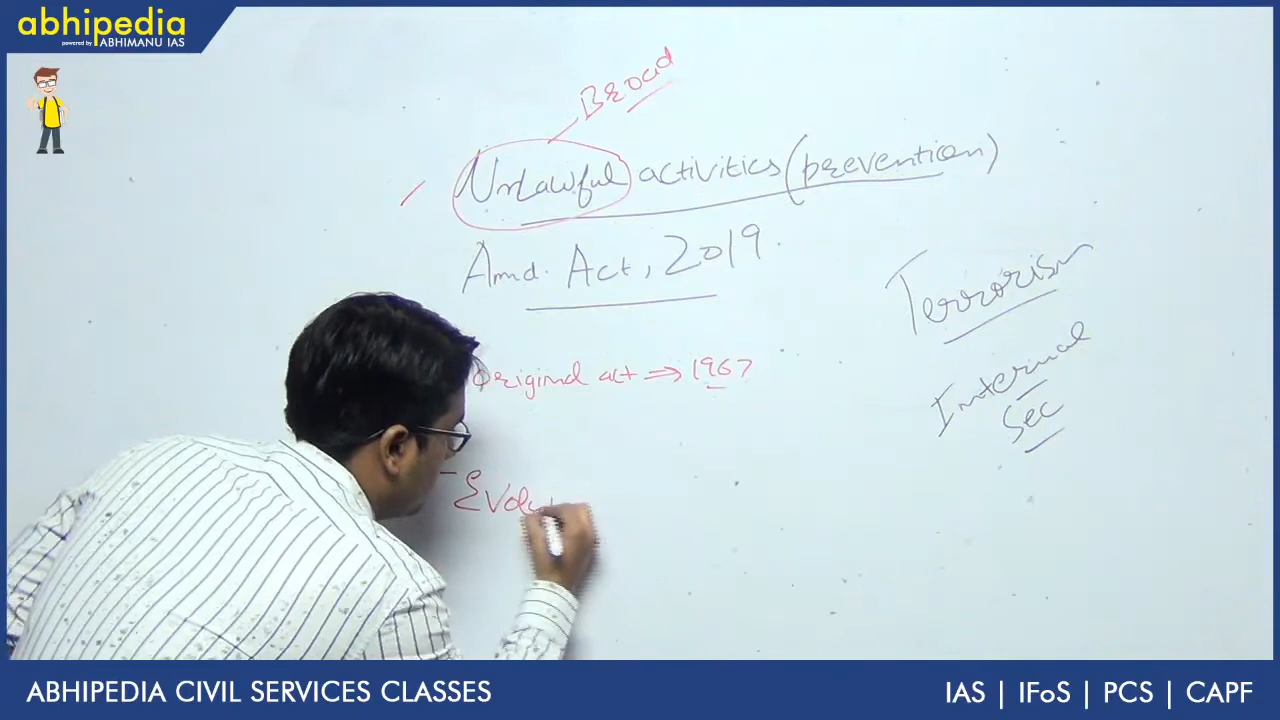 abhipedia
powered by ABHIMANU IAS
Broad
Unlawful activities (prevention)
Amd. Act, 2019.
Terrorism
Internal
Sec
Original act ⇒ 1967
- Evolut
ABHIPEDIA CIVIL SERVICES CLASSES
IAS | IFoS | PCS | CAPF